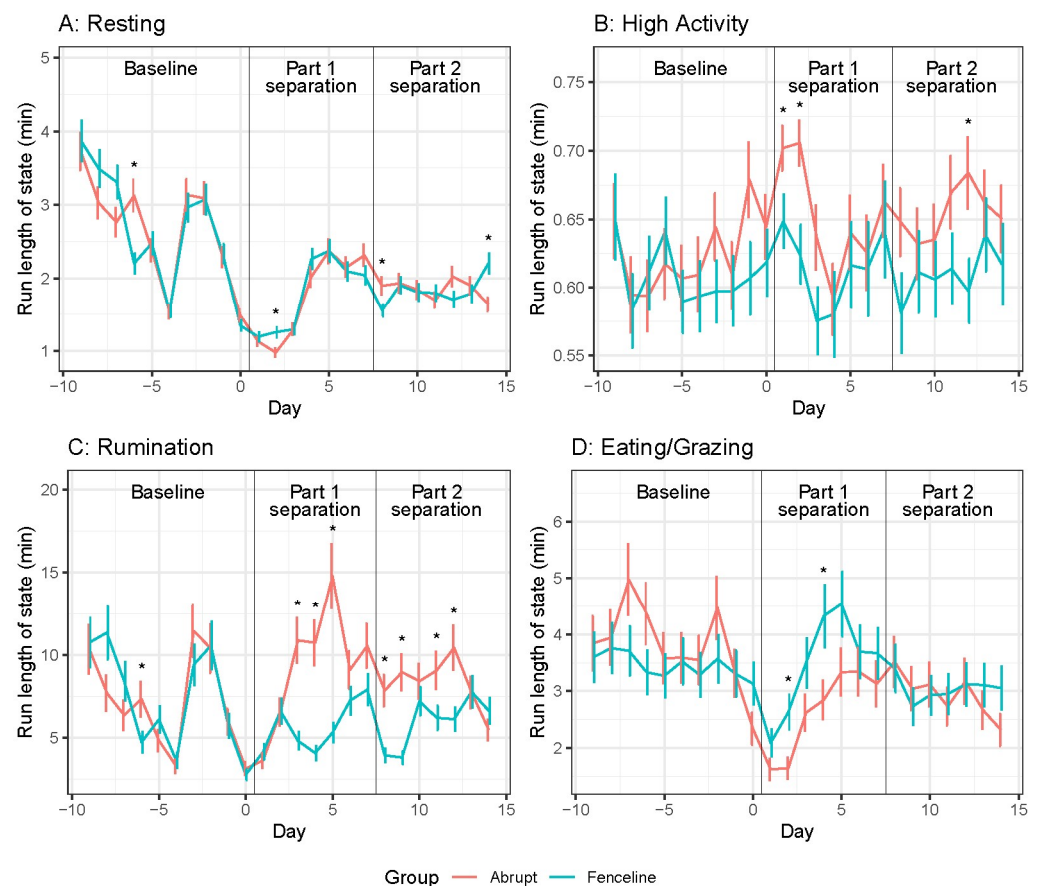 A: Resting
Baseline
Part 1
separation
Part 2
separation
Run length of state (min)
5
4
3
2
1
*
*
*
*
−10
−5
0
5
10
15
Day
B: High Activity
Baseline
Part 1
separation
Part 2
separation
Run length of state (min)
0.75
0.70
0.65
0.60
0.55
*
*
*
−10
−5
0
5
10
15
Day
C: Rumination
Baseline
Part 1
separation
Part 2
separation
Run length of state (min)
20
15
10
5
*
*
*
*
*
*
*
*
−10
−5
0
5
10
15
Day
D: Eating/Grazing
Baseline
Part 1
separation
Part 2
separation
Run length of state (min)
6
5
4
3
2
*
*
−10
−5
0
5
10
15
Day
Group Abrupt Fenceline